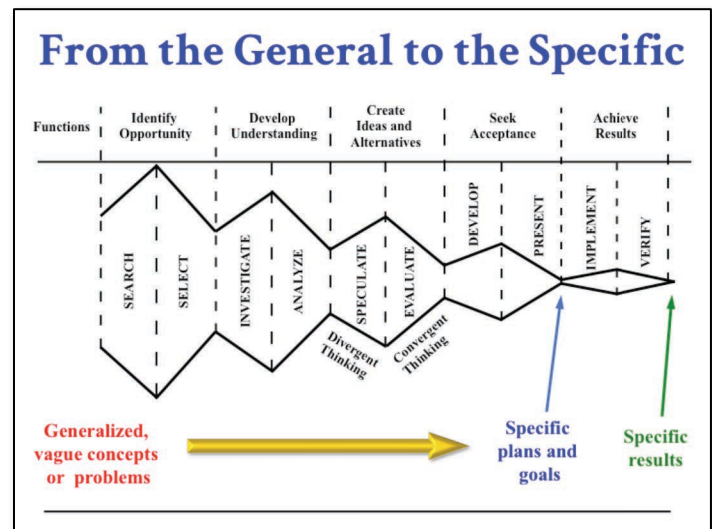 From the General to the Specific
Functions
Identify
Opportunity
Develop
Understanding
Create
Ideas and
Alternatives
Seek
Acceptance
Achieve
Results
SEARCH
SELECT
INVESTIGATE
ANALYZE
SPECULATE
EVALUATE
DEVELOP
PRESENT
IMPLEMENT
VERIFY
Divergent
Thinking
Convergent
Thinking
Generalized,
vague concepts
or problems
Specific
plans and
goals
Specific
results